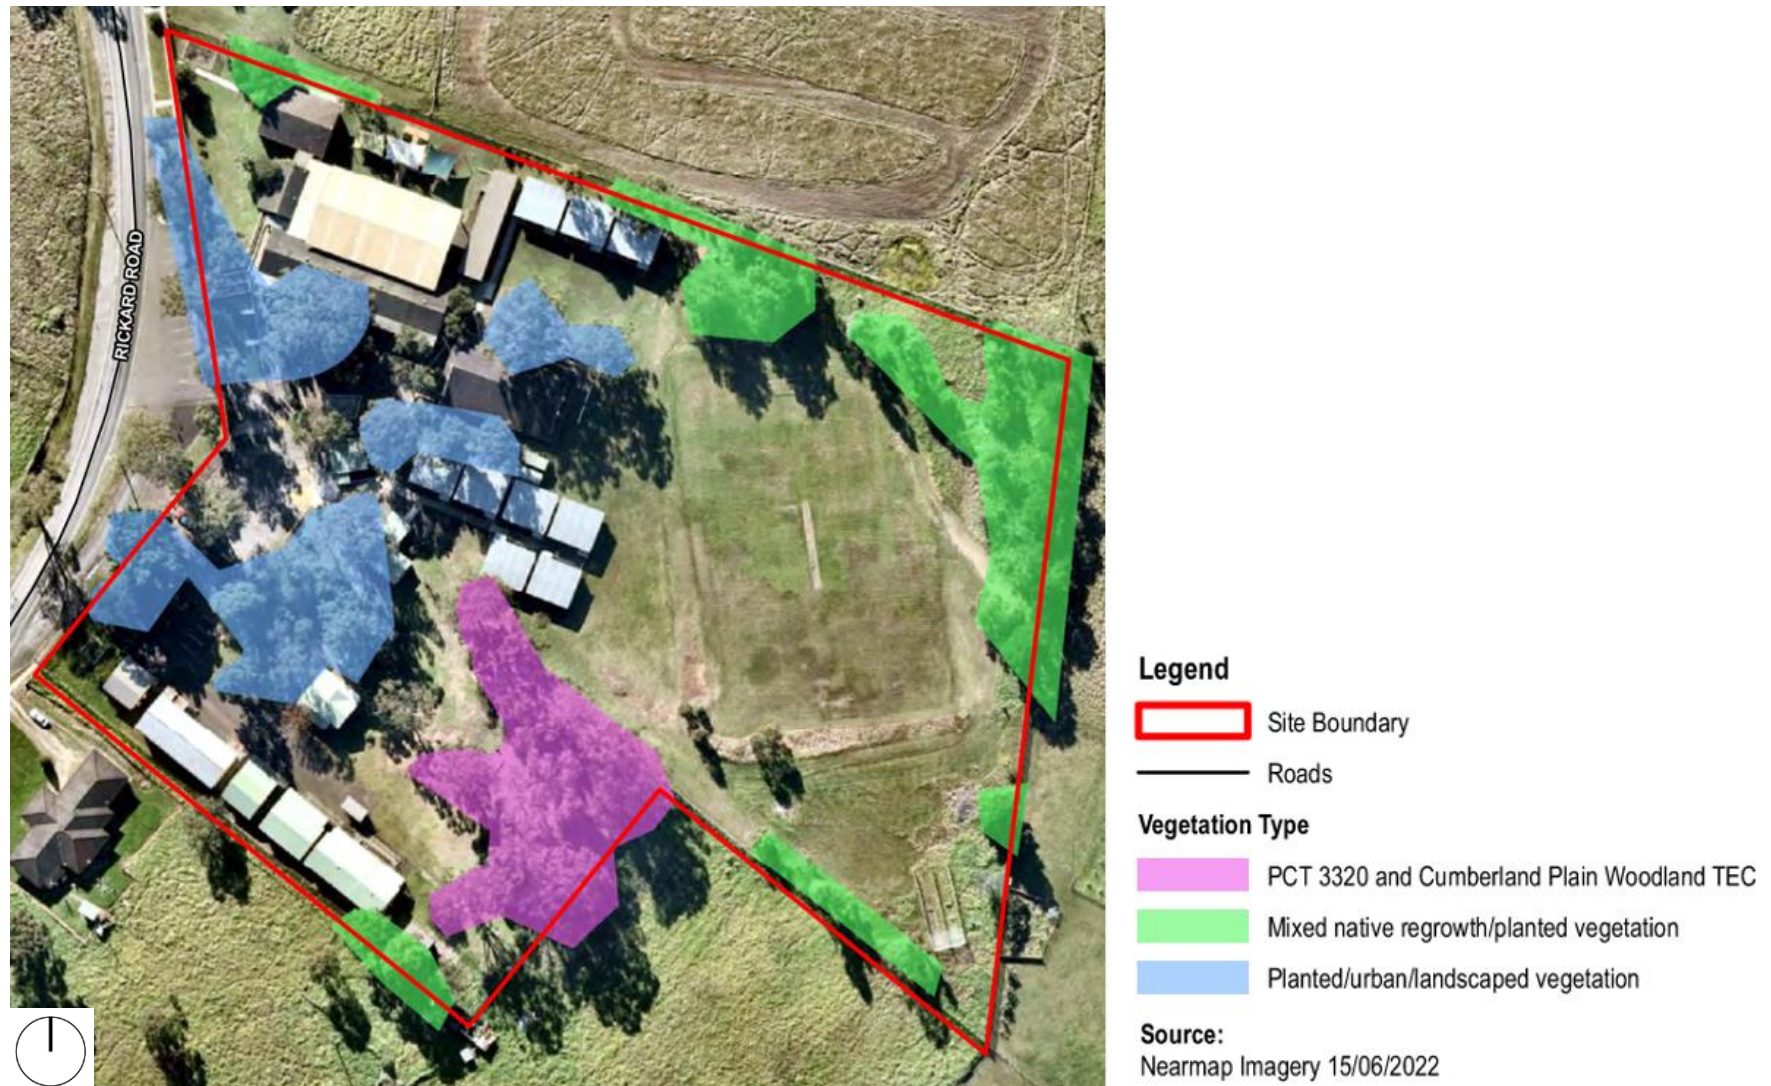 RICKARD ROAD
Legend
Site Boundary
Roads
Vegetation Type
PCT 3320 and Cumberland Plain Woodland TEC
Mixed native regrowth/planted vegetation
Planted/urban/landscaped vegetation
Source:
Nearmap Imagery 15/06/2022